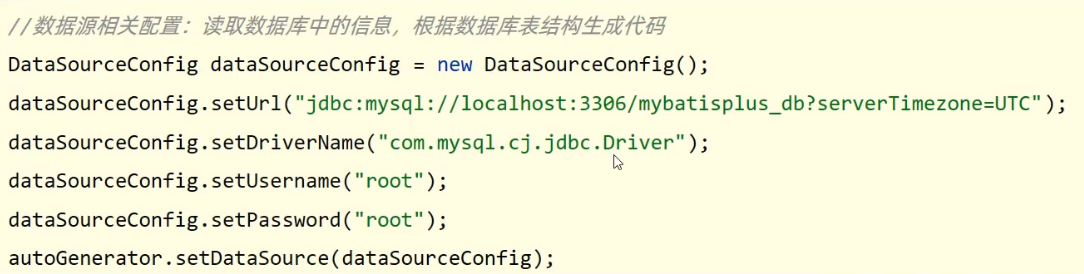 //数据源相关配置：读取数据库中的信息，根据数据库表结构生成代码
DataSourceConfig dataSourceConfig = new DataSourceConfig();
dataSourceConfig.setUrl("jdbc:mysql://localhost:3306/mybatisplus_db?serverTimezone=UTC");
dataSourceConfig.setDriverName("com.mysql.cj.jdbc.Driver");
dataSourceConfig.setUsername("root");
dataSourceConfig.setPassword("root");
autoGenerator.setDataSource(dataSourceConfig);